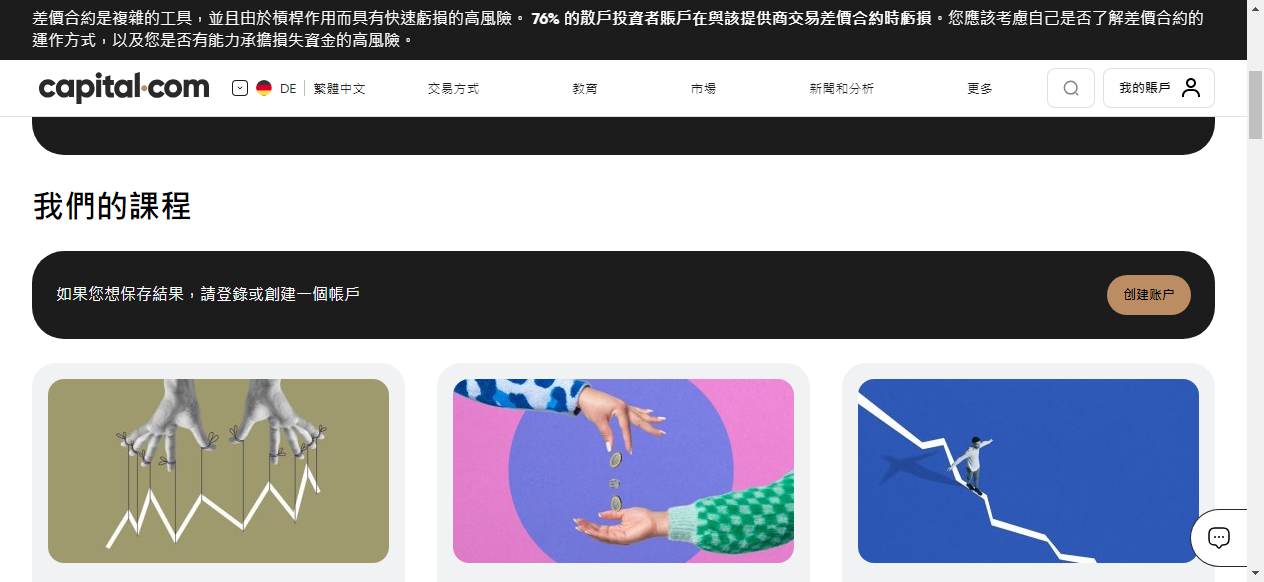 差價合約是複雜的工具，並且由於槓桿作用而具有快速虧損的高風險。 76% 的散戶投資者賬戶在與該提供商交易差價合約時虧損。您應該考慮自己是否了解差價合約的
運作方式，以及您是否有能力承擔損失資金的高風險。
capital.com DE 繁體中文 交易方式 教育 市場 新聞和分析 更多 我的賬戶
我們的課程
如果您想保存結果，請登錄或創建一個帳戶 创建账户